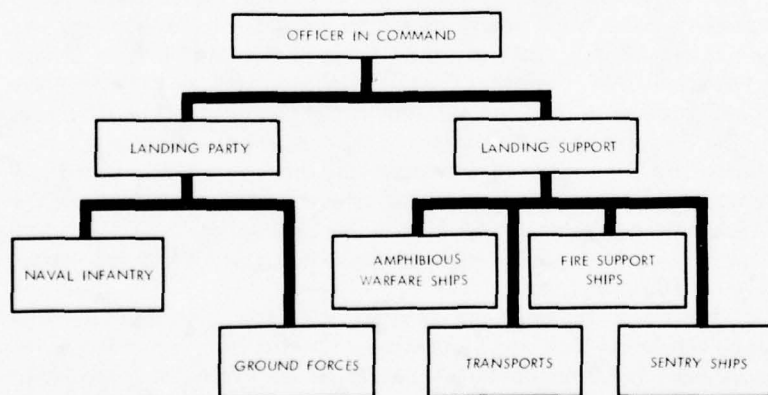 OFFICER IN COMMAND
LANDING PARTY
LANDING SUPPORT
NAVAL INFANTRY
AMPHIBIOUS
WARFARE SHIPS
FIRE SUPPORT
SHIPS
GROUND FORCES
TRANSPORTS
SENTRY SHIPS